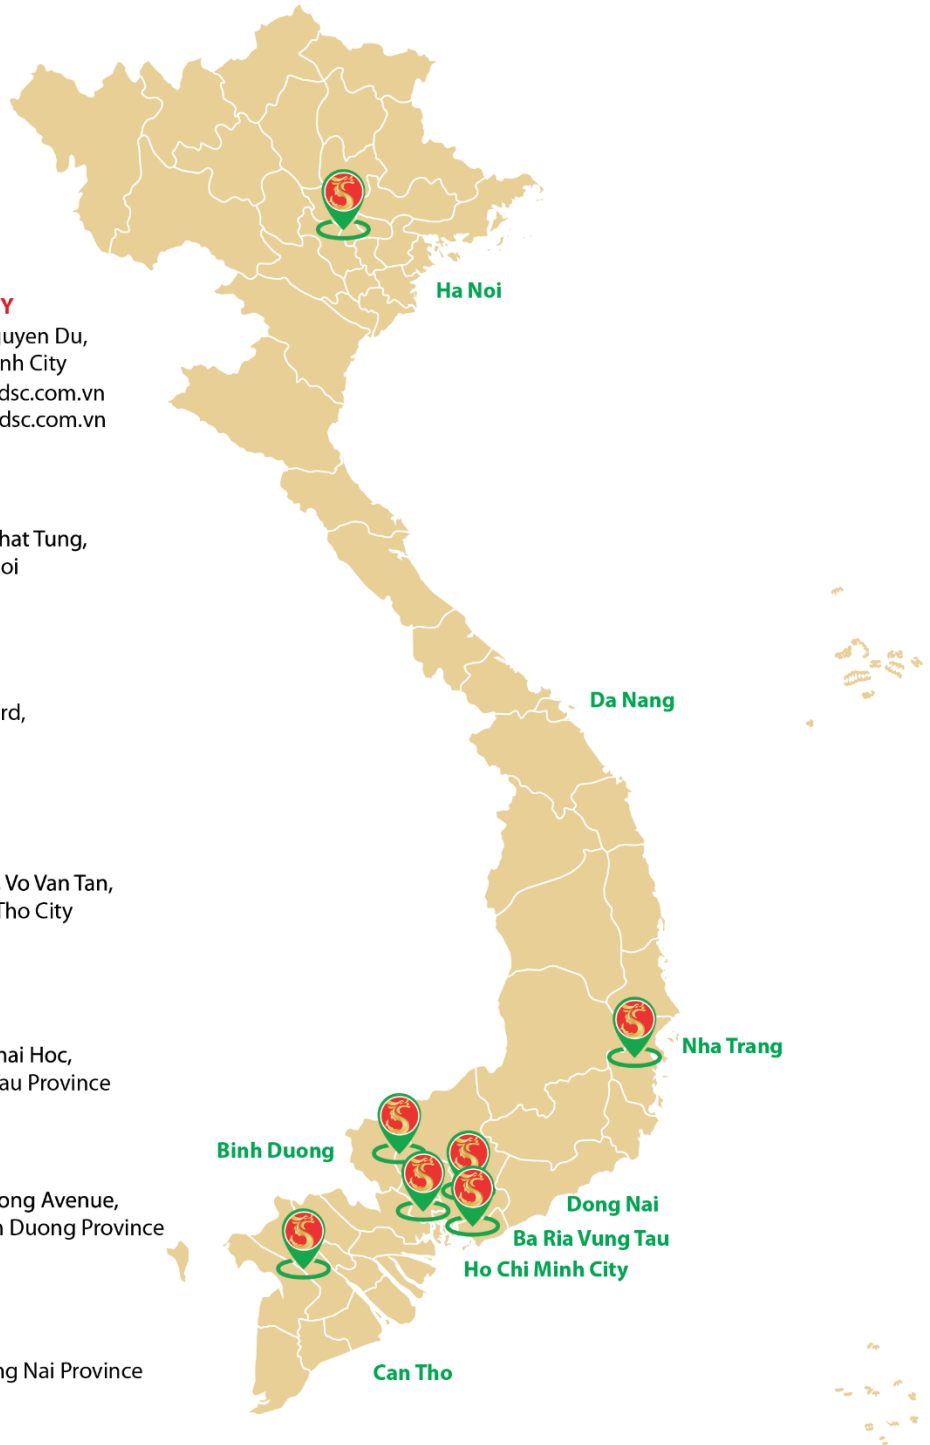 Y
guyen Du,
nh City
dsc.com.vn
dsc.com.vn
hat Tung,
oi
rd,
Vo Van Tan,
Tho City
hai Hoc,
Tau Province
ong Avenue,
h Duong Province
ng Nai Province
Ha Noi
Da Nang
Nha Trang
Binh Duong
Dong Nai
Ba Ria Vung Tau
Ho Chi Minh City
Can Tho